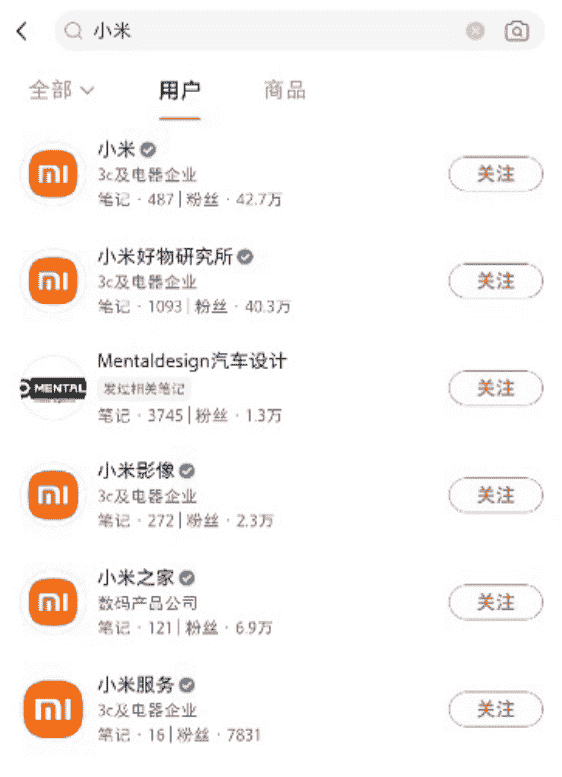 小米
全部 用户 商品
小米
3c及电器企业
笔记 · 487 | 粉丝 · 42.7万
关注
小米好物研究所
3c及电器企业
笔记 · 1093 | 粉丝 · 40.3万
关注
MENTAL
Mentaldesign汽车设计
发过相关笔记
笔记 · 3745 | 粉丝 · 1.3万
关注
小米影像
3c及电器企业
笔记 · 272 | 粉丝 · 2.3万
关注
小米之家
数码产品公司
笔记 · 121 | 粉丝 · 6.9万
关注
小米服务
3c及电器企业
笔记 · 16 | 粉丝 · 7831
关注